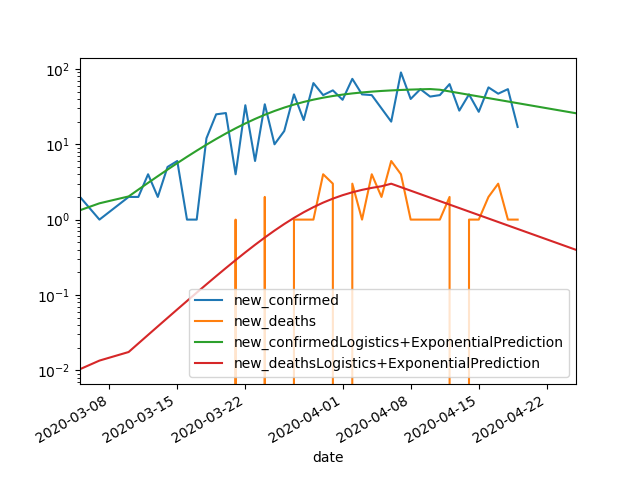 10²
10¹
10⁰
10⁻¹
10⁻²
new_confirmed
new_deaths
new_confirmedLogistics+ExponentialPrediction
new_deathsLogistics+ExponentialPrediction
2020-03-08
2020-03-15
2020-03-22
2020-04-01
2020-04-08
2020-04-15
2020-04-22
date